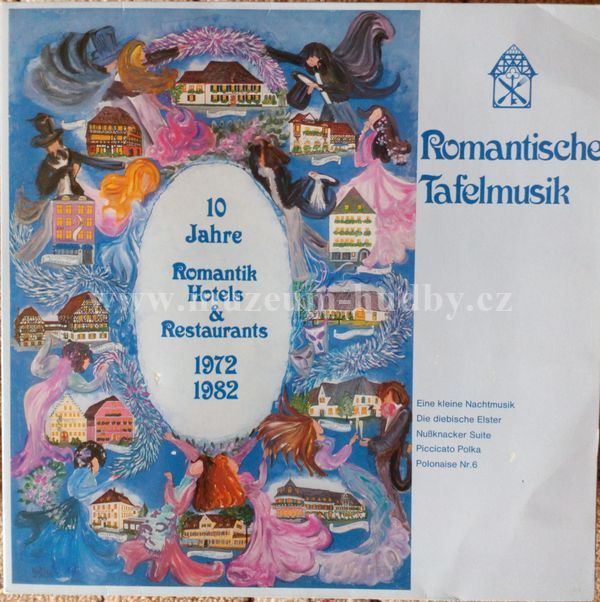 Romantische
Tafelmusik
10
Jahre
Romantik
Hotels
&
Restaurants
1972
1982
www.muzeum-hudby.cz
Eine kleine Nachtmusik
Die diebische Elster
Nußknacker Suite
Piccicato Polka
Polonaise Nr.6